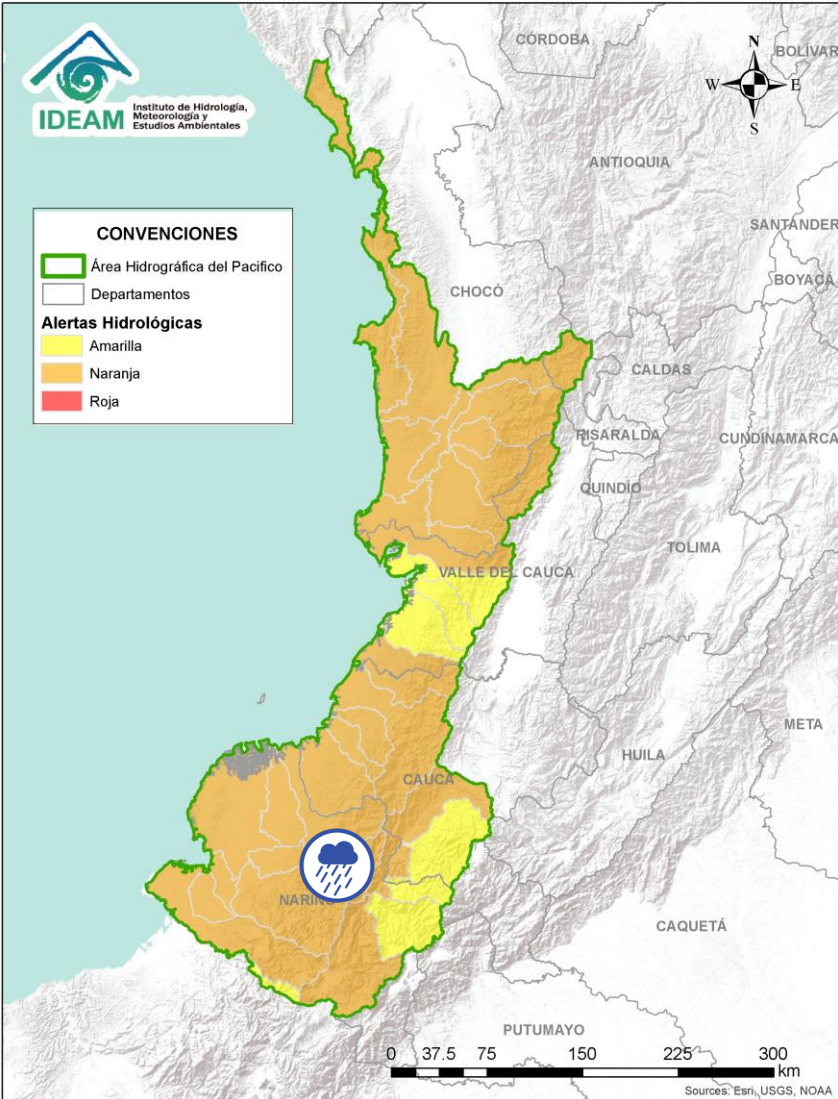 IDEAM
Instituto de Hidrología,
Meteorología y
Estudios Ambientales
N
W
E
S
CÓRDOBA
BOLÍVAR
ANTIOQUIA
SANTANDER
BOYACÁ
CHOCÓ
CALDAS
RISARALDA
CUNDINAMARCA
QUINDÍO
TOLIMA
VALLE DEL CAUCA
META
HUILA
CAUCA
NARIÑO
CAQUETÁ
PUTUMAYO
CONVENCIONES
Área Hidrográfica del Pacifico
Departamentos
Alertas Hidrológicas
Amarilla
Naranja
Roja
0 37.5 75 150 225 300
km
Sources: Esri, USGS, NOAA